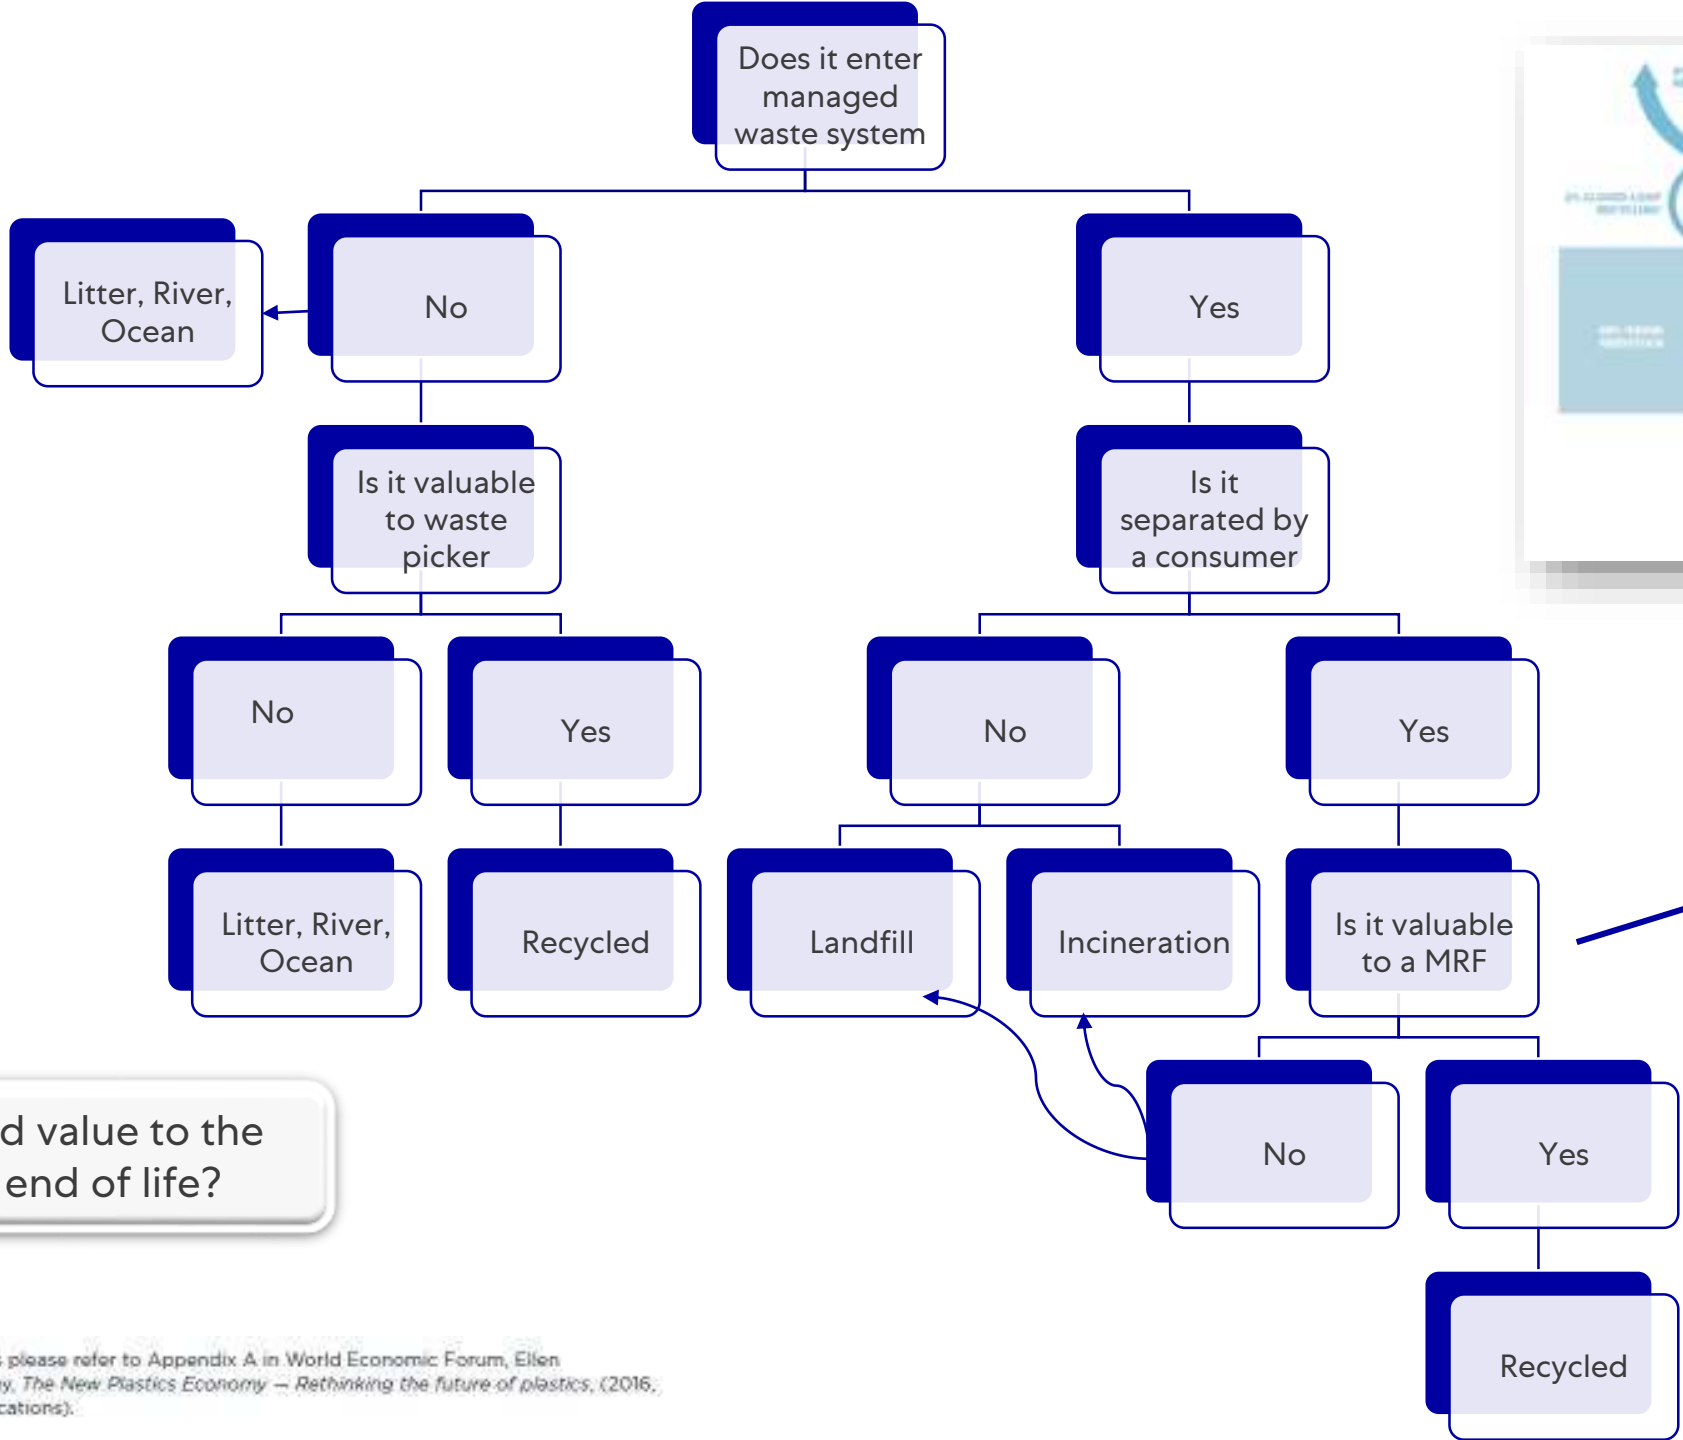 Does it enter
managed
waste system
Litter, River,
Ocean
No
Yes
Is it valuable
to waste
picker
Is it
separated by
a consumer
No
Yes
No
Yes
Litter, River,
Ocean
Recycled
Landfill
Incineration
Is it valuable
to a MRF
No
Yes
Recycled
d value to the
end of life?
s please refer to Appendix A in World Economic Forum, Ellen
y, The New Plastics Economy — Rethinking the future of plastics, (2016,
cations).